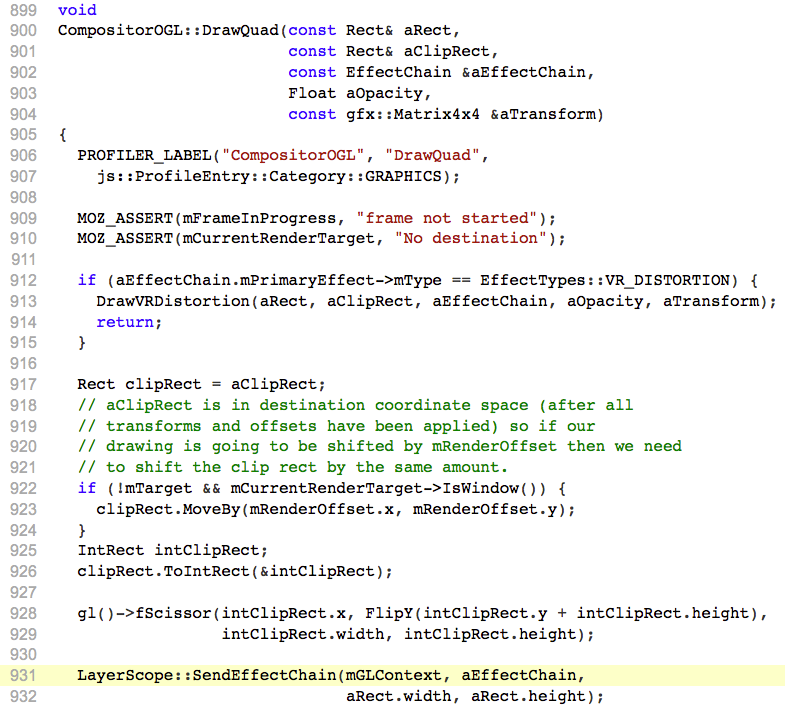 899 void
900 CompositorOGL::DrawQuad(const Rect& aRect,
901                         const Rect& aClipRect,
902                         const EffectChain &aEffectChain,
903                         Float aOpacity,
904                         const gfx::Matrix4x4 &aTransform)
905 {
906   PROFILER_LABEL("CompositorOGL", "DrawQuad",
907     js::ProfileEntry::Category::GRAPHICS);
908
909   MOZ_ASSERT(mFrameInProgress, "frame not started");
910   MOZ_ASSERT(mCurrentRenderTarget, "No destination");
911
912   if (aEffectChain.mPrimaryEffect->mType == EffectTypes::VR_DISTORTION) {
913     DrawVRDistortion(aRect, aClipRect, aEffectChain, aOpacity, aTransform);
914     return;
915   }
916
917   Rect clipRect = aClipRect;
918   // aClipRect is in destination coordinate space (after all
919   // transforms and offsets have been applied) so if our
920   // drawing is going to be shifted by mRenderOffset then we need
921   // to shift the clip rect by the same amount.
922   if (!mTarget && mCurrentRenderTarget->IsWindow()) {
923     clipRect.MoveBy(mRenderOffset.x, mRenderOffset.y);
924   }
925   IntRect intClipRect;
926   clipRect.ToIntRect(&intClipRect);
927
928   gl()->fScissor(intClipRect.x, FlipY(intClipRect.y + intClipRect.height),
929                  intClipRect.width, intClipRect.height);
930
931   LayerScope::SendEffectChain(mGLContext, aEffectChain,
932                               aRect.width, aRect.height);